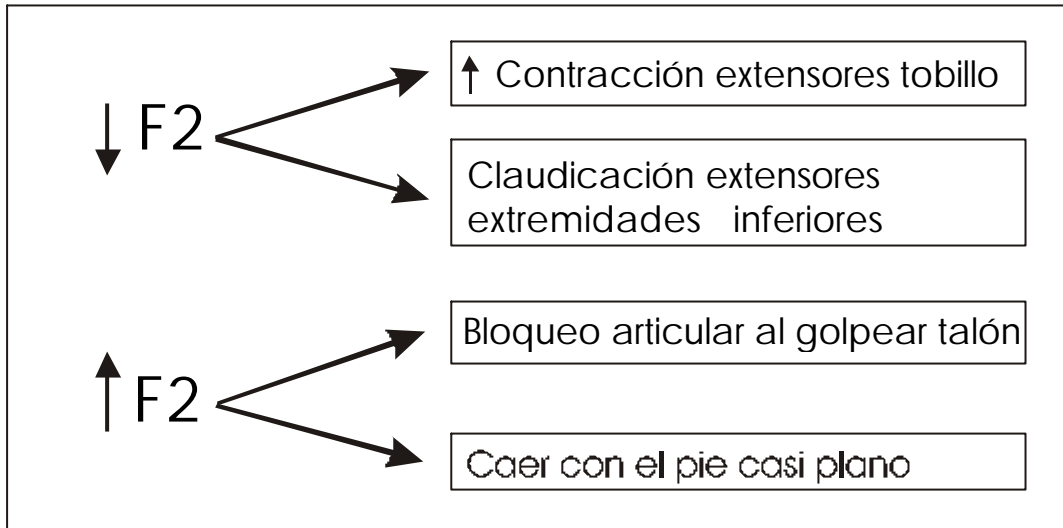 ↓ F2
↑ Contracción extensores tobillo
Claudicación extensores
extremidades inferiores
↑ F2
Bloqueo articular al golpear talón
Caer con el pie casi plano